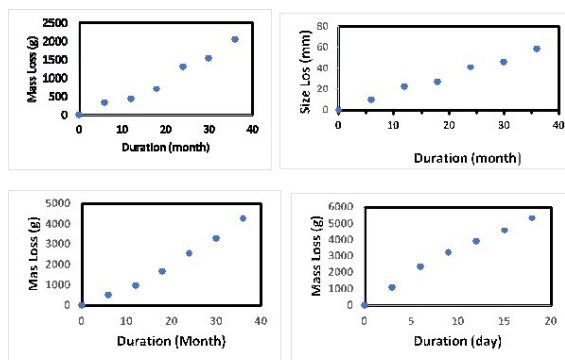 2500
2000
1500
1000
500
0
Mass Loss (g)
0 10 20 30 40
Duration (month)
80
60
40
20
0
Size Los (mm)
0 10 20 30 40
Duration (month)
5000
4000
3000
2000
1000
0
Mas Loss (g)
0 10 20 30 40
Duration (Month)
6000
5000
4000
3000
2000
1000
0
Mass Loss (g)
0 5 10 15 20
Duration (day)